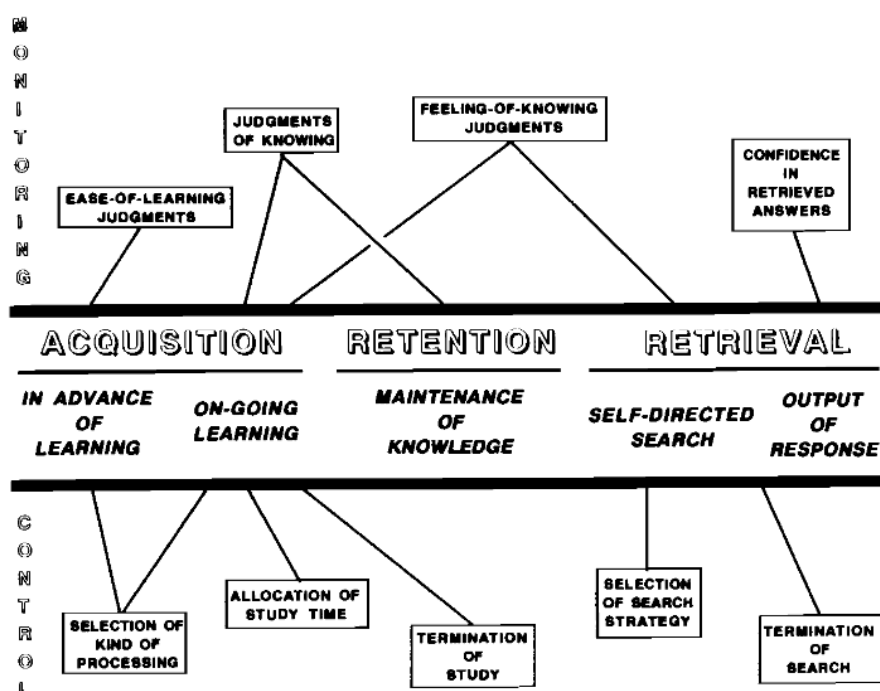 MONITORING
JUDGMENTS
OF KNOWING
FEELING-OF-KNOWING
JUDGMENTS
CONFIDENCE
IN
RETRIEVED
ANSWERS
EASE-OF-LEARNING
JUDGMENTS
ACQUISITION
RETENTION
RETRIEVAL
IN ADVANCE
OF
LEARNING
ON-GOING
LEARNING
MAINTENANCE
OF
KNOWLEDGE
SELF-DIRECTED
SEARCH
OUTPUT
OF
RESPONSE
CONTROL
SELECTION OF
KIND OF
PROCESSING
ALLOCATION OF
STUDY TIME
TERMINATION
OF
STUDY
SELECTION
OF SEARCH
STRATEGY
TERMINATION
OF
SEARCH